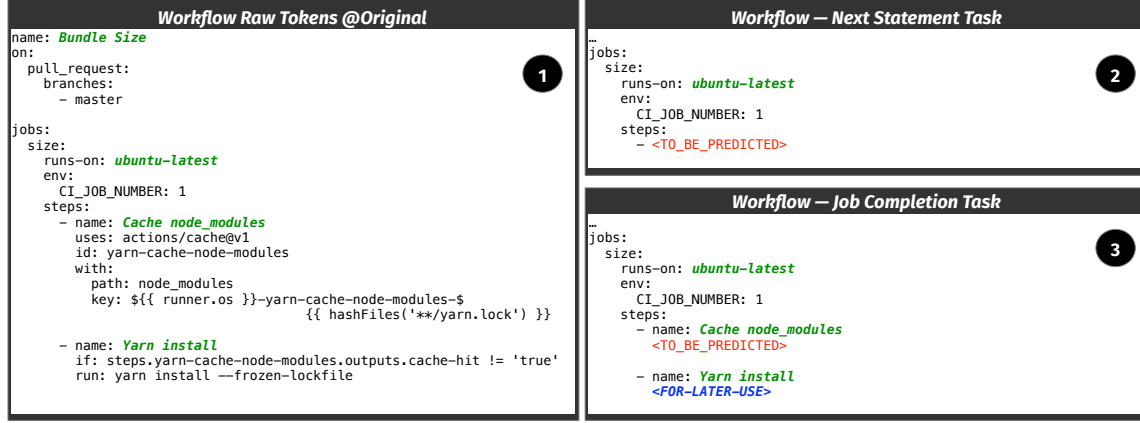 Workflow Raw Tokens @Original
name: Bundle Size
on:
  pull_request:
    branches:
      – master
1
jobs:
  size:
    runs-on: ubuntu-latest
    env:
      CI_JOB_NUMBER: 1
    steps:
      – name: Cache node_modules
        uses: actions/cache@v1
        id: yarn-cache-node-modules
        with:
          path: node_modules
          key: ${{ runner.os }}-yarn-cache-node-modules-$
                                     {{ hashFiles('**/yarn.lock') }}
      – name: Yarn install
        if: steps.yarn-cache-node-modules.outputs.cache-hit != 'true'
        run: yarn install --frozen-lockfile
Workflow — Next Statement Task
…
jobs:
  size:
    runs-on: ubuntu-latest
    env:
      CI_JOB_NUMBER: 1
    steps:
      – <TO_BE_PREDICTED>
2
Workflow — Job Completion Task
…
jobs:
  size:
    runs-on: ubuntu-latest
    env:
      CI_JOB_NUMBER: 1
    steps:
      – name: Cache node_modules
        <TO_BE_PREDICTED>
      – name: Yarn install
        <FOR-LATER-USE>
3